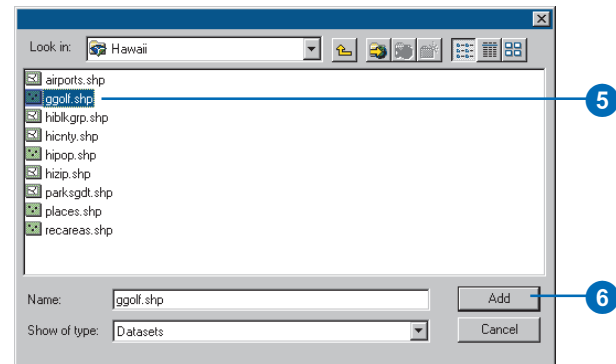 Look in: Hawaii
airports.shp
ggolf.shp
5
hiblkgrp.shp
hicnty.shp
hipop.shp
hizip.shp
parksgdt.shp
places.shp
recareas.shp
Name: ggolf.shp Add
6
Show of type: Datasets Cancel